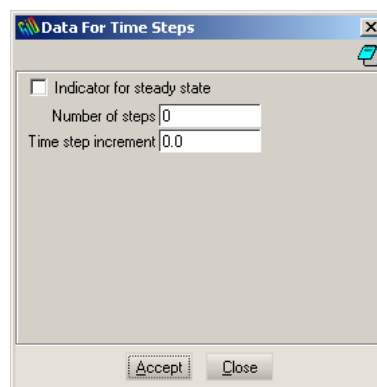 Data For Time Steps
Indicator for steady state
Number of steps 0
Time step increment 0.0
Accept Close